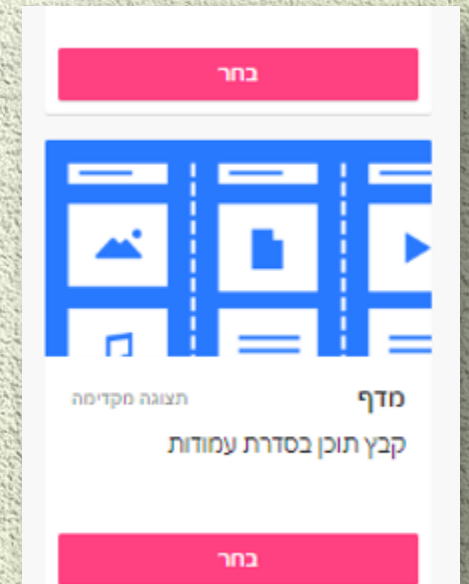 בחר
מדף
תצוגה מקדימה
קבץ תוכן בסדרת עמודות
בחר